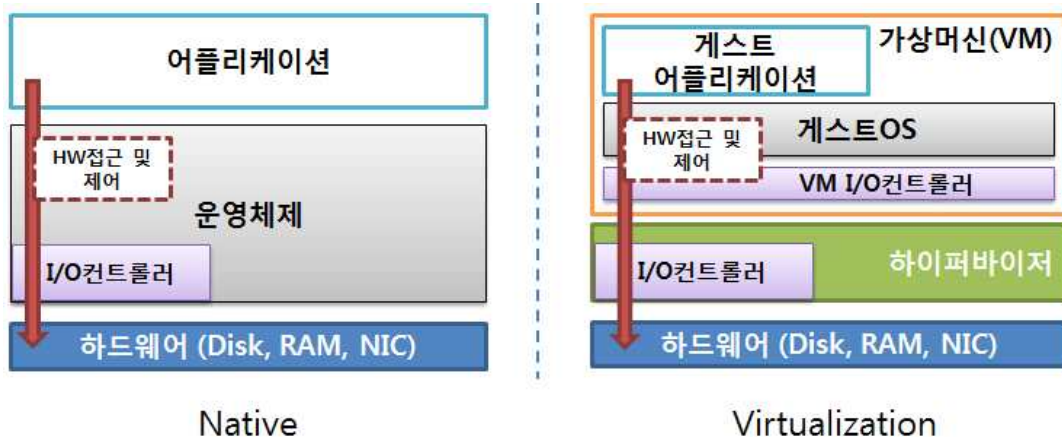 어플리케이션
HW접근 및
제어
운영체제
I/O컨트롤러
하드웨어 (Disk, RAM, NIC)
Native
게스트
어플리케이션
가상머신(VM)
게스트OS
HW접근 및
제어
VM I/O컨트롤러
하이퍼바이저
I/O컨트롤러
하드웨어 (Disk, RAM, NIC)
Virtualization